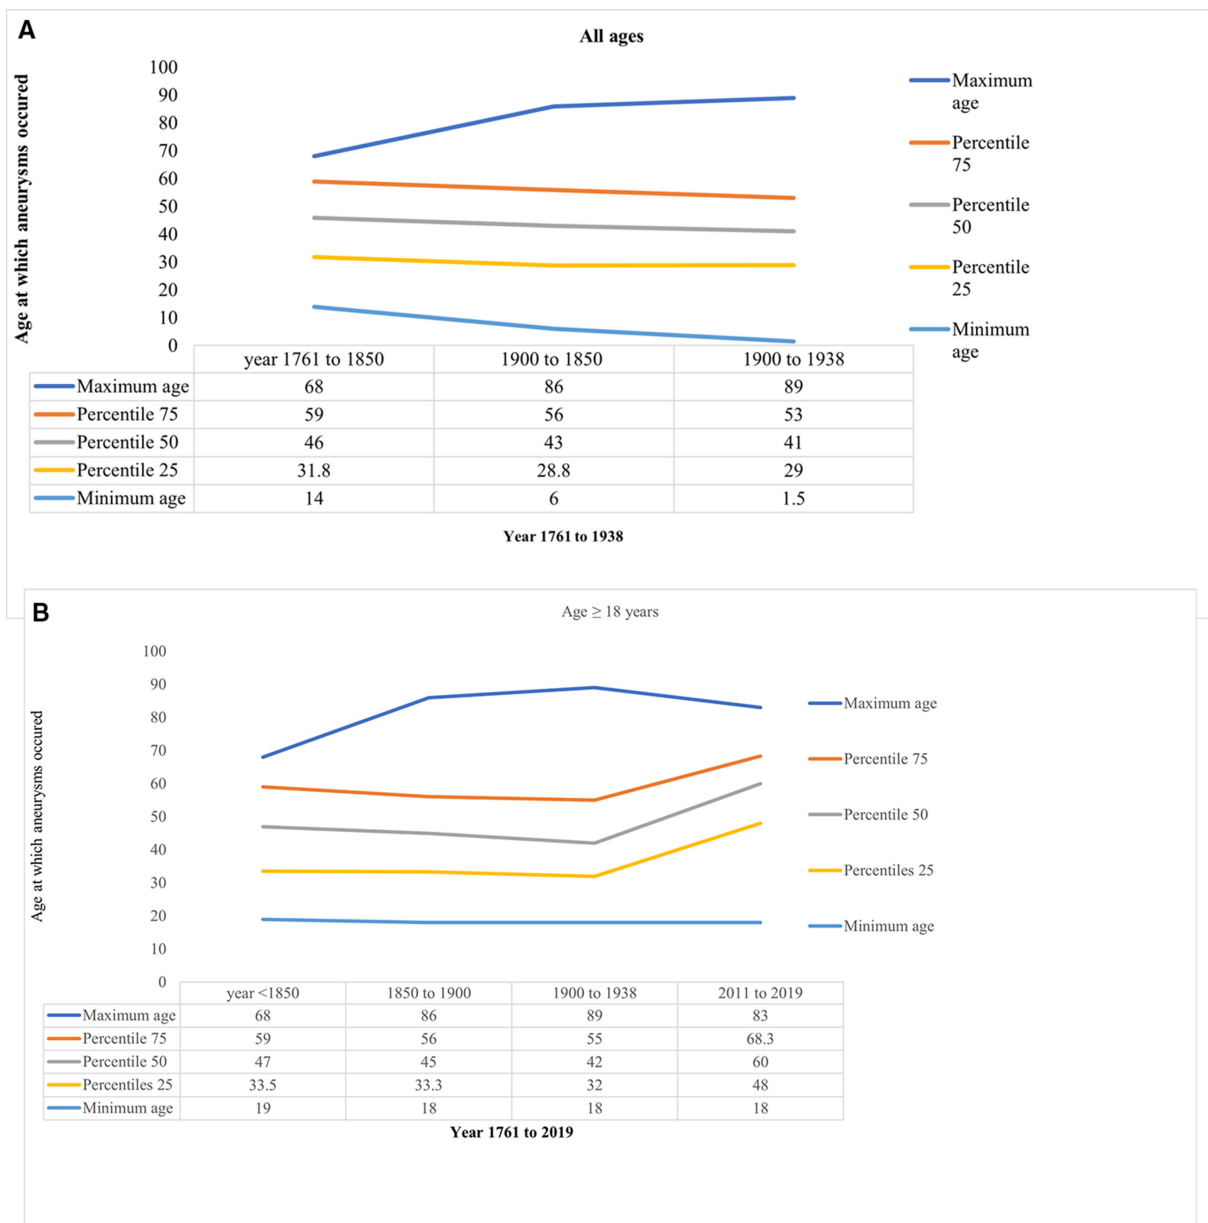 A
All ages
Age at which aneurysms occured
100
90
80
70
60
50
40
30
20
10
0
Maximum
age
Percentile
75
Percentile
50
Percentile
25
Minimum
age
year 1761 to 1850 1900 to 1850 1900 to 1938
Maximum age 68 86 89
Percentile 75 59 56 53
Percentile 50 46 43 41
Percentile 25 31.8 28.8 29
Minimum age 14 6 1.5
Year 1761 to 1938
B
Age ≥ 18 years
Age at which aneurysms occured
100
90
80
70
60
50
40
30
20
10
0
Maximum age
Percentile 75
Percentile 50
Percentiles 25
Minimum age
year <1850 1850 to 1900 1900 to 1938 2011 to 2019
Maximum age 68 86 89 83
Percentile 75 59 56 55 68.3
Percentile 50 47 45 42 60
Percentiles 25 33.5 33.3 32 48
Minimum age 19 18 18 18
Year 1761 to 2019